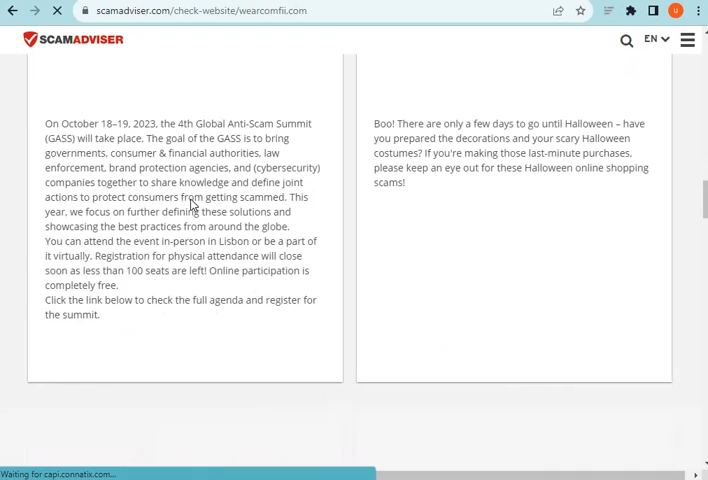 scamadviser.com/check-website/wearcomfii.com
U
SCAMADVISER
EN
On October 18–19, 2023, the 4th Global Anti-Scam Summit
(GASS) will take place. The goal of the GASS is to bring
governments, consumer & financial authorities, law
enforcement, brand protection agencies, and (cybersecurity)
companies together to share knowledge and define joint
actions to protect consumers from getting scammed. This
year, we focus on further defining these solutions and
showcasing the best practices from around the globe.
You can attend the event in-person in Lisbon or be a part of
it virtually. Registration for physical attendance will close
soon as less than 100 seats are left! Online participation is
completely free.
Click the link below to check the full agenda and register for
the summit.
Boo! There are only a few days to go until Halloween – have
you prepared the decorations and your scary Halloween
costumes? If you're making those last-minute purchases,
please keep an eye out for these Halloween online shopping
scams!
Waiting for capi.connatix.com...